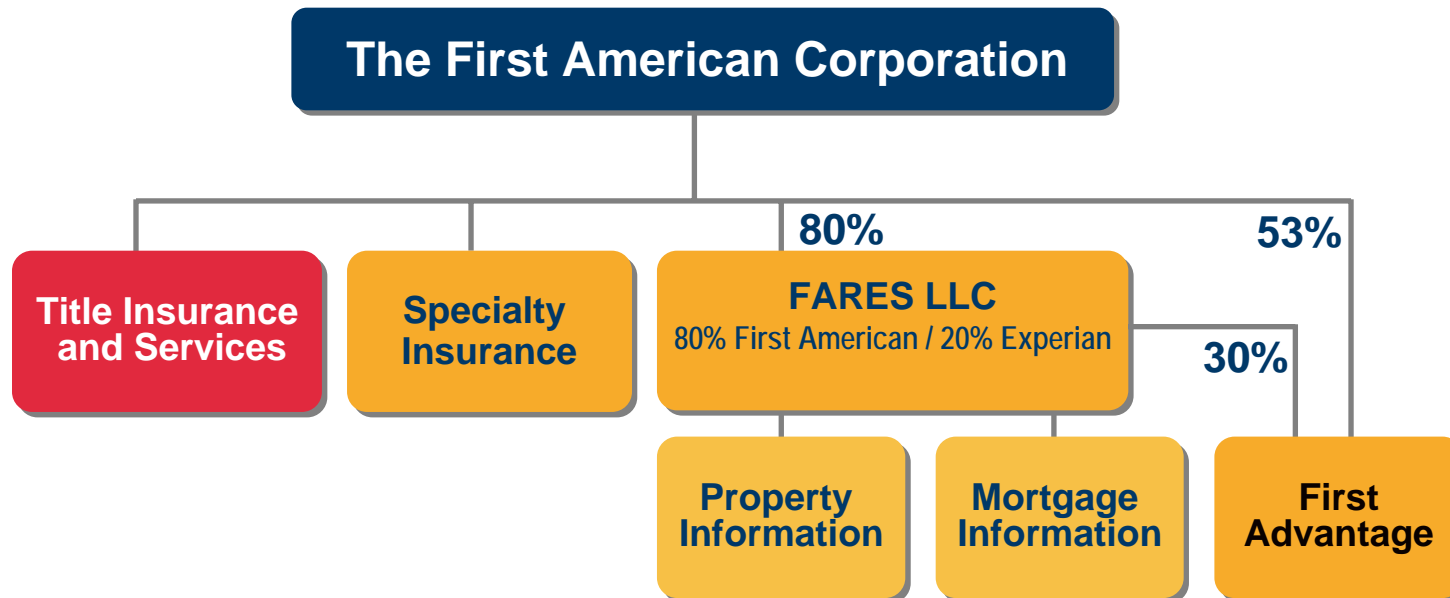 The First American Corporation
80%
53%
Title Insurance
and Services
Specialty
Insurance
FARES LLC
80% First American / 20% Experian
30%
Property
Information
Mortgage
Information
First
Advantage